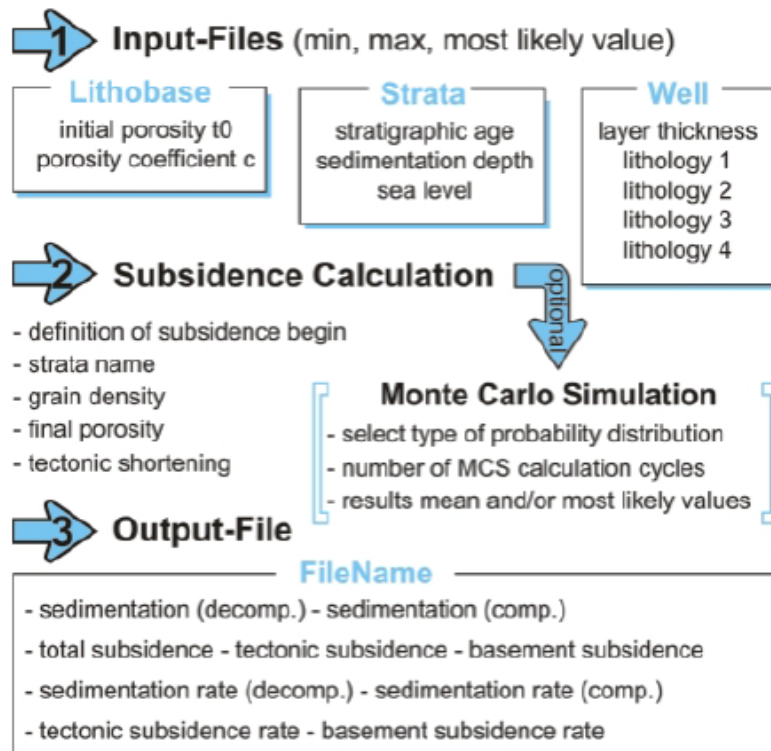 1 Input-Files (min, max, most likely value)
Lithobase
initial porosity t0
porosity coefficient c
Strata
stratigraphic age
sedimentation depth
sea level
Well
layer thickness
lithology 1
lithology 2
lithology 3
lithology 4
2 Subsidence Calculation
optional
- definition of subsidence begin
- strata name
- grain density
- final porosity
- tectonic shortening
Monte Carlo Simulation
- select type of probability distribution
- number of MCS calculation cycles
- results mean and/or most likely values
3 Output-File
FileName
- sedimentation (decomp.) - sedimentation (comp.)
- total subsidence - tectonic subsidence - basement subsidence
- sedimentation rate (decomp.) - sedimentation rate (comp.)
- tectonic subsidence rate - basement subsidence rate